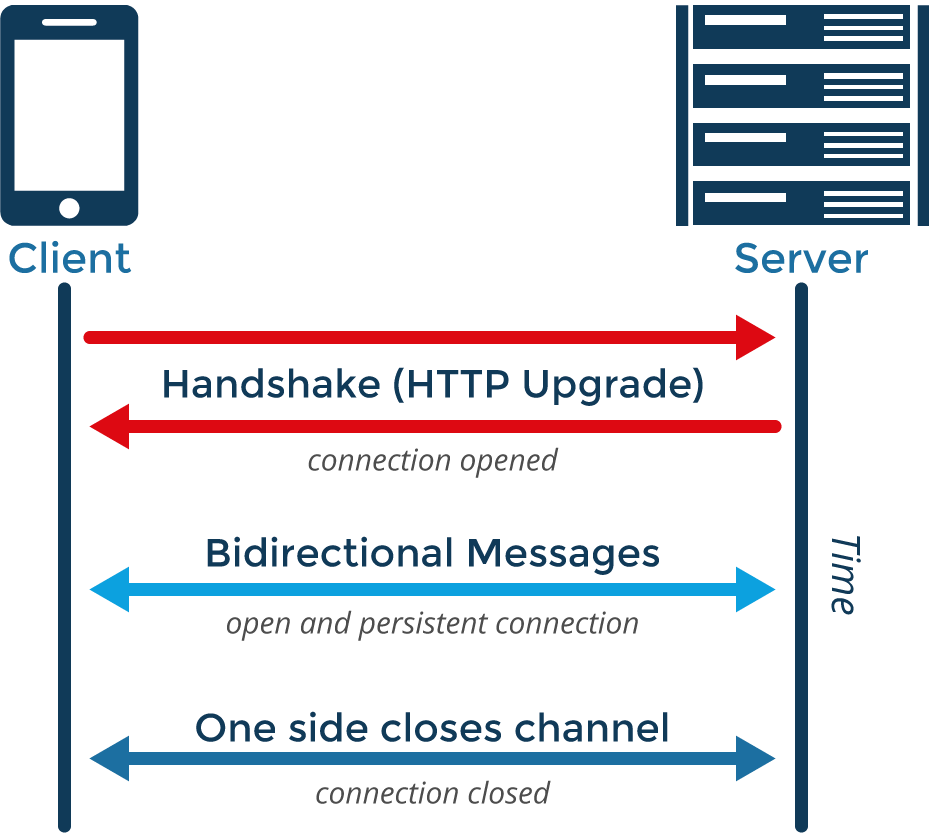 Client
Server
Handshake (HTTP Upgrade)
connection opened
Bidirectional Messages
open and persistent connection
Time
One side closes channel
connection closed